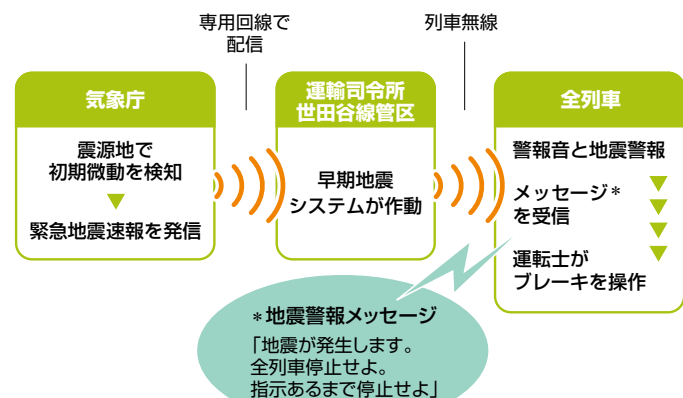 専用回線で
配信
列車無線
気象庁
震源地で
初期微動を検知
緊急地震速報を発信
運輸司令所
世田谷線管区
早期地震
システムが作動
全列車
警報音と地震警報
メッセージ*
を受信
運転士が
ブレーキを操作
*地震警報メッセージ
「地震が発生します。
全列車停止せよ。
指示あるまで停止せよ」